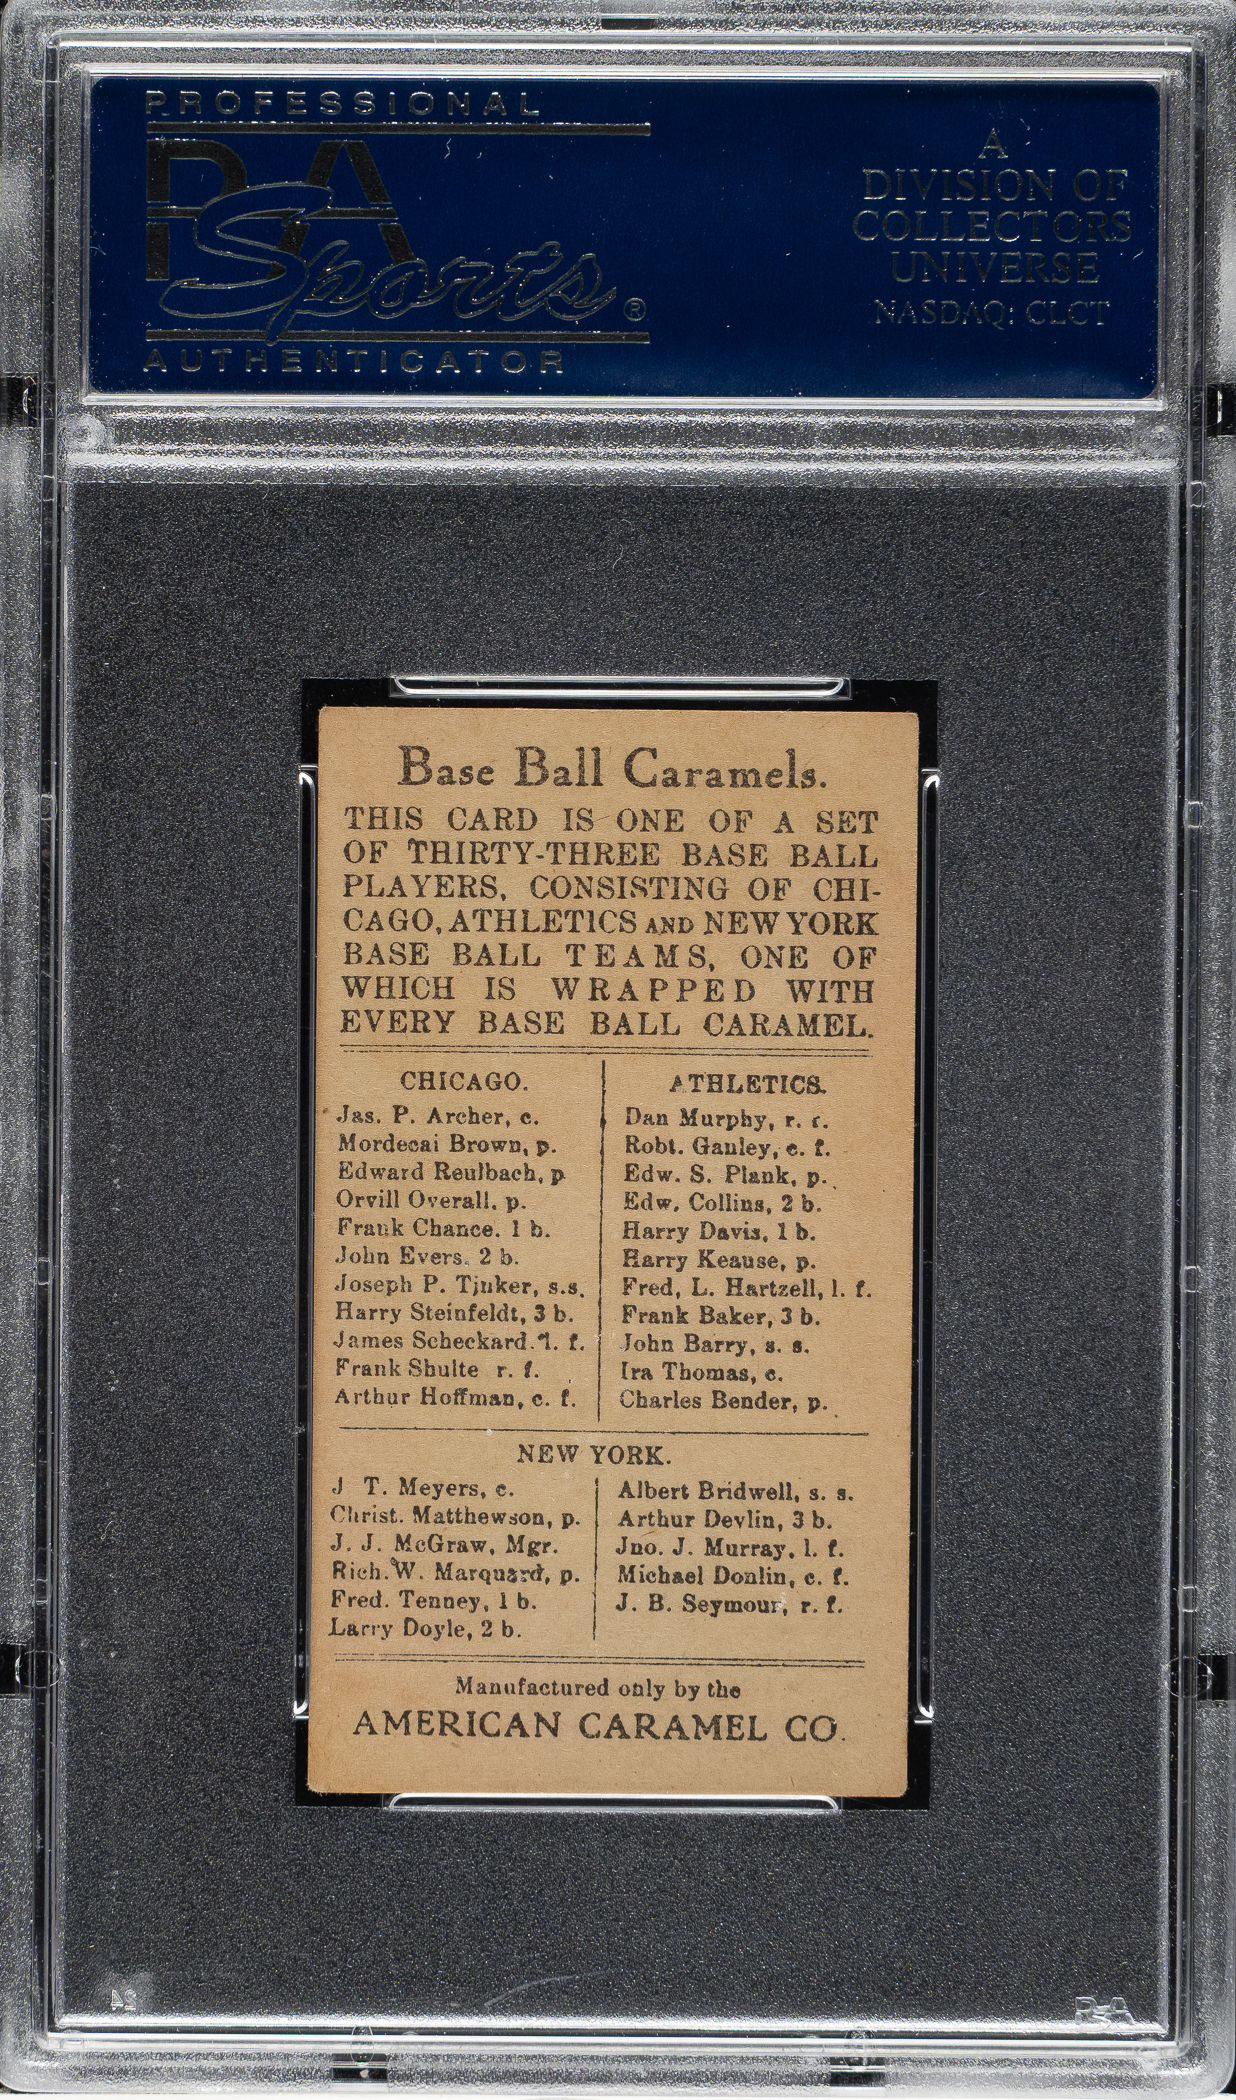 PROFESSIONAL
PSA
Sports ®
AUTHENTICATOR
A
DIVISION OF
COLLECTORS
UNIVERSE
NASDAQ: CLCT
Base Ball Caramels.
THIS CARD IS ONE OF A SET
OF THIRTY-THREE BASE BALL
PLAYERS, CONSISTING OF CHI-
CAGO, ATHLETICS AND NEW YORK
BASE BALL TEAMS, ONE OF
WHICH IS WRAPPED WITH
EVERY BASE BALL CARAMEL.
CHICAGO.
Jas. P. Archer, c.
Mordecai Brown, p.
Edward Reulbach, p
Orvill Overall, p.
Frank Chance. 1 b.
John Evers. 2 b.
Joseph P. Tjnker, s.s.
Harry Steinfeldt, 3 b.
James Scheckard. l. f.
Frank Shulte r. f.
Arthur Hoffman, c. f.
ATHLETICS.
Dan Murphy, r. f.
Robt. Ganley, c. f.
Edw. S. Plank, p.
Edw. Collins, 2 b.
Harry Davis, 1 b.
Harry Keause, p.
Fred, L. Hartzell, l. f.
Frank Baker, 3 b.
John Barry, s. s.
Ira Thomas, c.
Charles Bender, p.
NEW YORK.
J T. Meyers, c.
Christ. Matthewson, p.
J. J. McGraw, Mgr.
Rich. W. Marquard, p.
Fred. Tenney, 1 b.
Larry Doyle, 2 b.
Albert Bridwell, s. s.
Arthur Devlin, 3 b.
Jno. J. Murray, l. f.
Michael Donlin, c. f.
J. B. Seymour, r. f.
Manufactured only by the
AMERICAN CARAMEL CO.
PSA